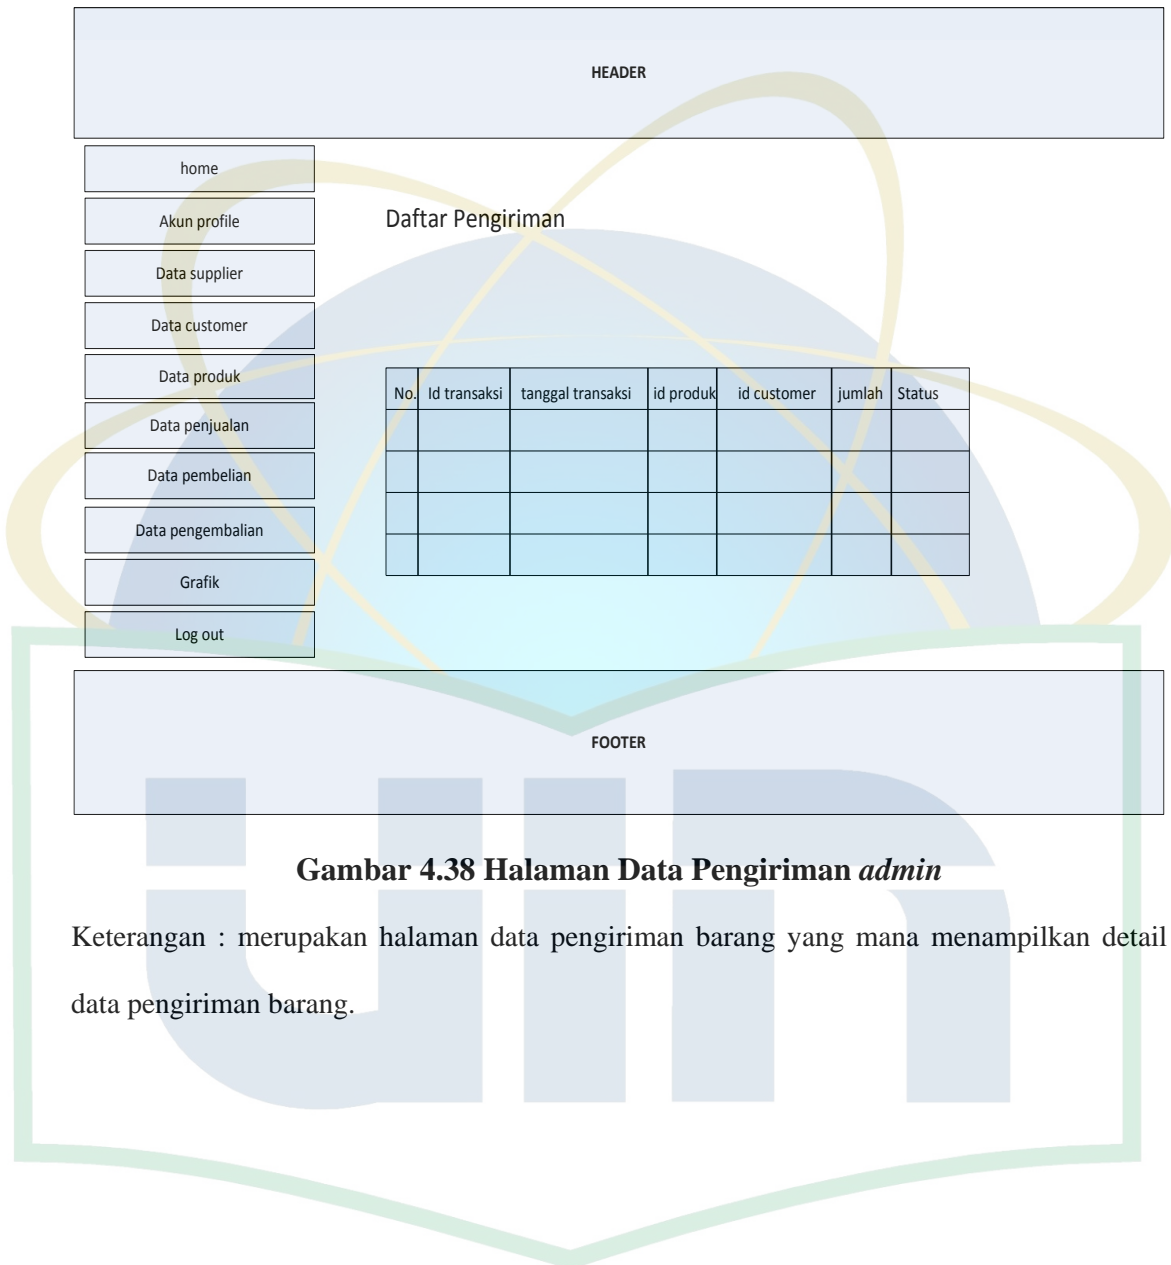 HEADER
home
Akun profile
Data supplier
Data customer
Data produk
Data penjualan
Data pembelian
Data pengembalian
Grafik
Log out
Daftar Pengiriman
No. Id transaksi tanggal transaksi id produk id customer jumlah Status
FOOTER
Gambar 4.38 Halaman Data Pengiriman admin
Keterangan : merupakan halaman data pengiriman barang yang mana menampilkan detail
data pengiriman barang.
uin